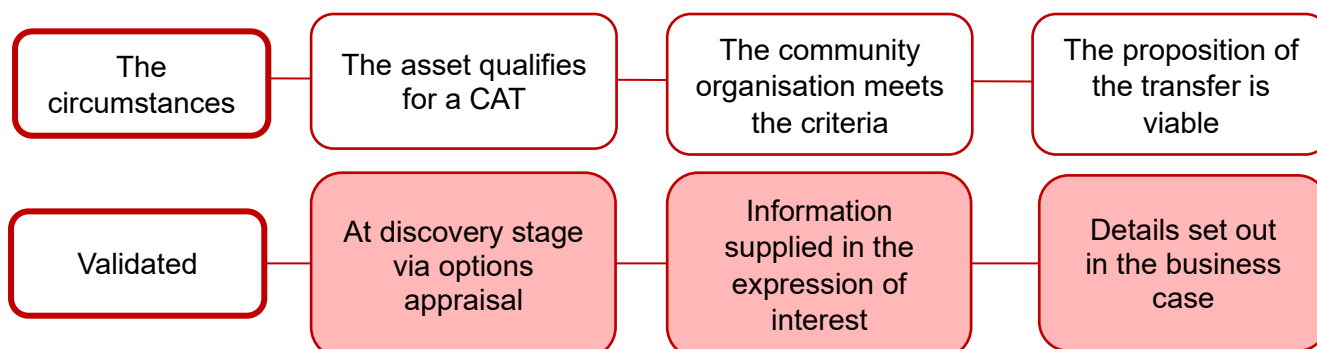 The
circumstances
The asset qualifies
for a CAT
The community
organisation meets
the criteria
The proposition of
the transfer is
viable
Validated
At discovery stage
via options
appraisal
Information
supplied in the
expression of
interest
Details set out
in the business
case